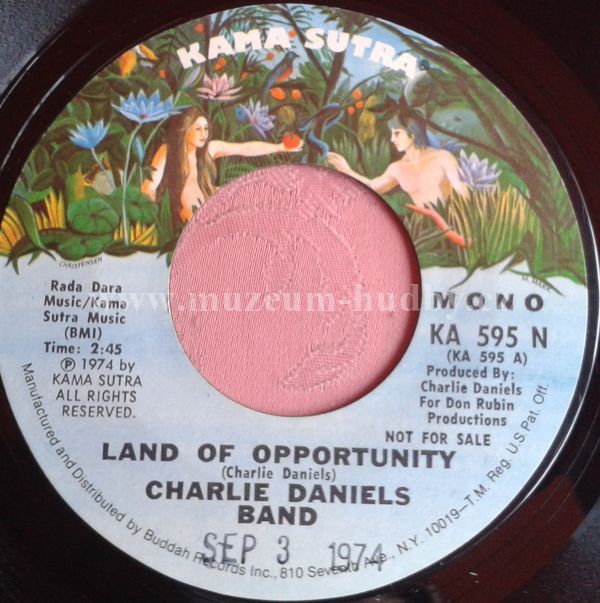 KAMA SUTRA®
CHRISTENSEN
M. MARK
www.muzeum-hudby.cz
Rada Dara
Music/Kama
Sutra Music
(BMI)
Time: 2:45
℗ 1974 by
KAMA SUTRA
ALL RIGHTS
RESERVED.
MONO
KA 595 N
(KA 595 A)
Produced By:
Charlie Daniels
For Don Rubin
Productions
NOT FOR SALE
LAND OF OPPORTUNITY
(Charlie Daniels)
CHARLIE DANIELS
BAND
SEP 3 1974
Manufactured and Distributed by Buddah Records Inc., 810 Seventh Ave., N.Y. 10019—T.M. Reg. U.S. Pat. Off.